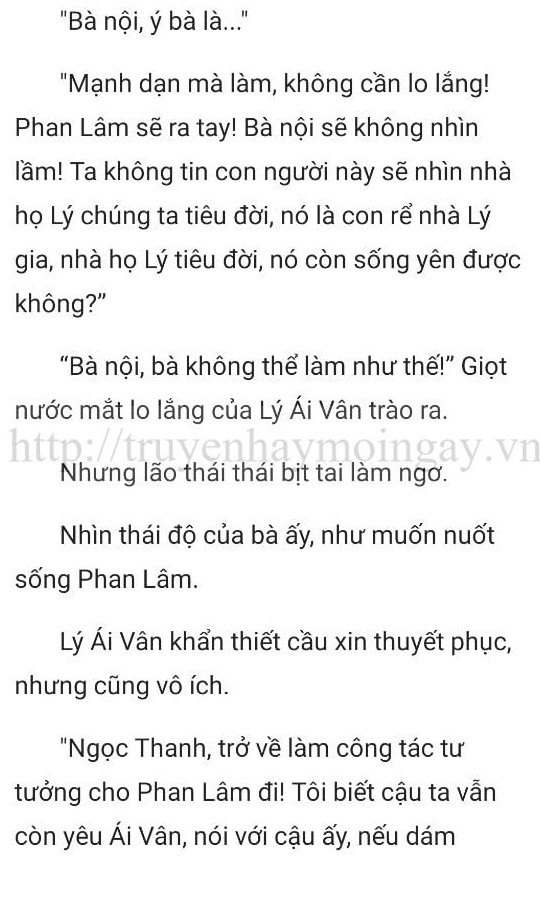 "Bà nội, ý bà là..."
"Mạnh dạn mà làm, không cần lo lắng!
Phan Lâm sẽ ra tay! Bà nội sẽ không nhìn
lầm! Ta không tin con người này sẽ nhìn nhà
họ Lý chúng ta tiêu đời, nó là con rể nhà Lý
gia, nhà họ Lý tiêu đời, nó còn sống yên được
không?”
“Bà nội, bà không thể làm như thế!” Giọt
nước mắt lo lắng của Lý Ái Vân trào ra.
http://truyenhaymoingay.vn
Nhưng lão thái thái bịt tai làm ngơ.
Nhìn thái độ của bà ấy, như muốn nuốt
sống Phan Lâm.
Lý Ái Vân khẩn thiết cầu xin thuyết phục,
nhưng cũng vô ích.
"Ngọc Thanh, trở về làm công tác tư
tưởng cho Phan Lâm đi! Tôi biết cậu ta vẫn
còn yêu Ái Vân, nói với cậu ấy, nếu dám